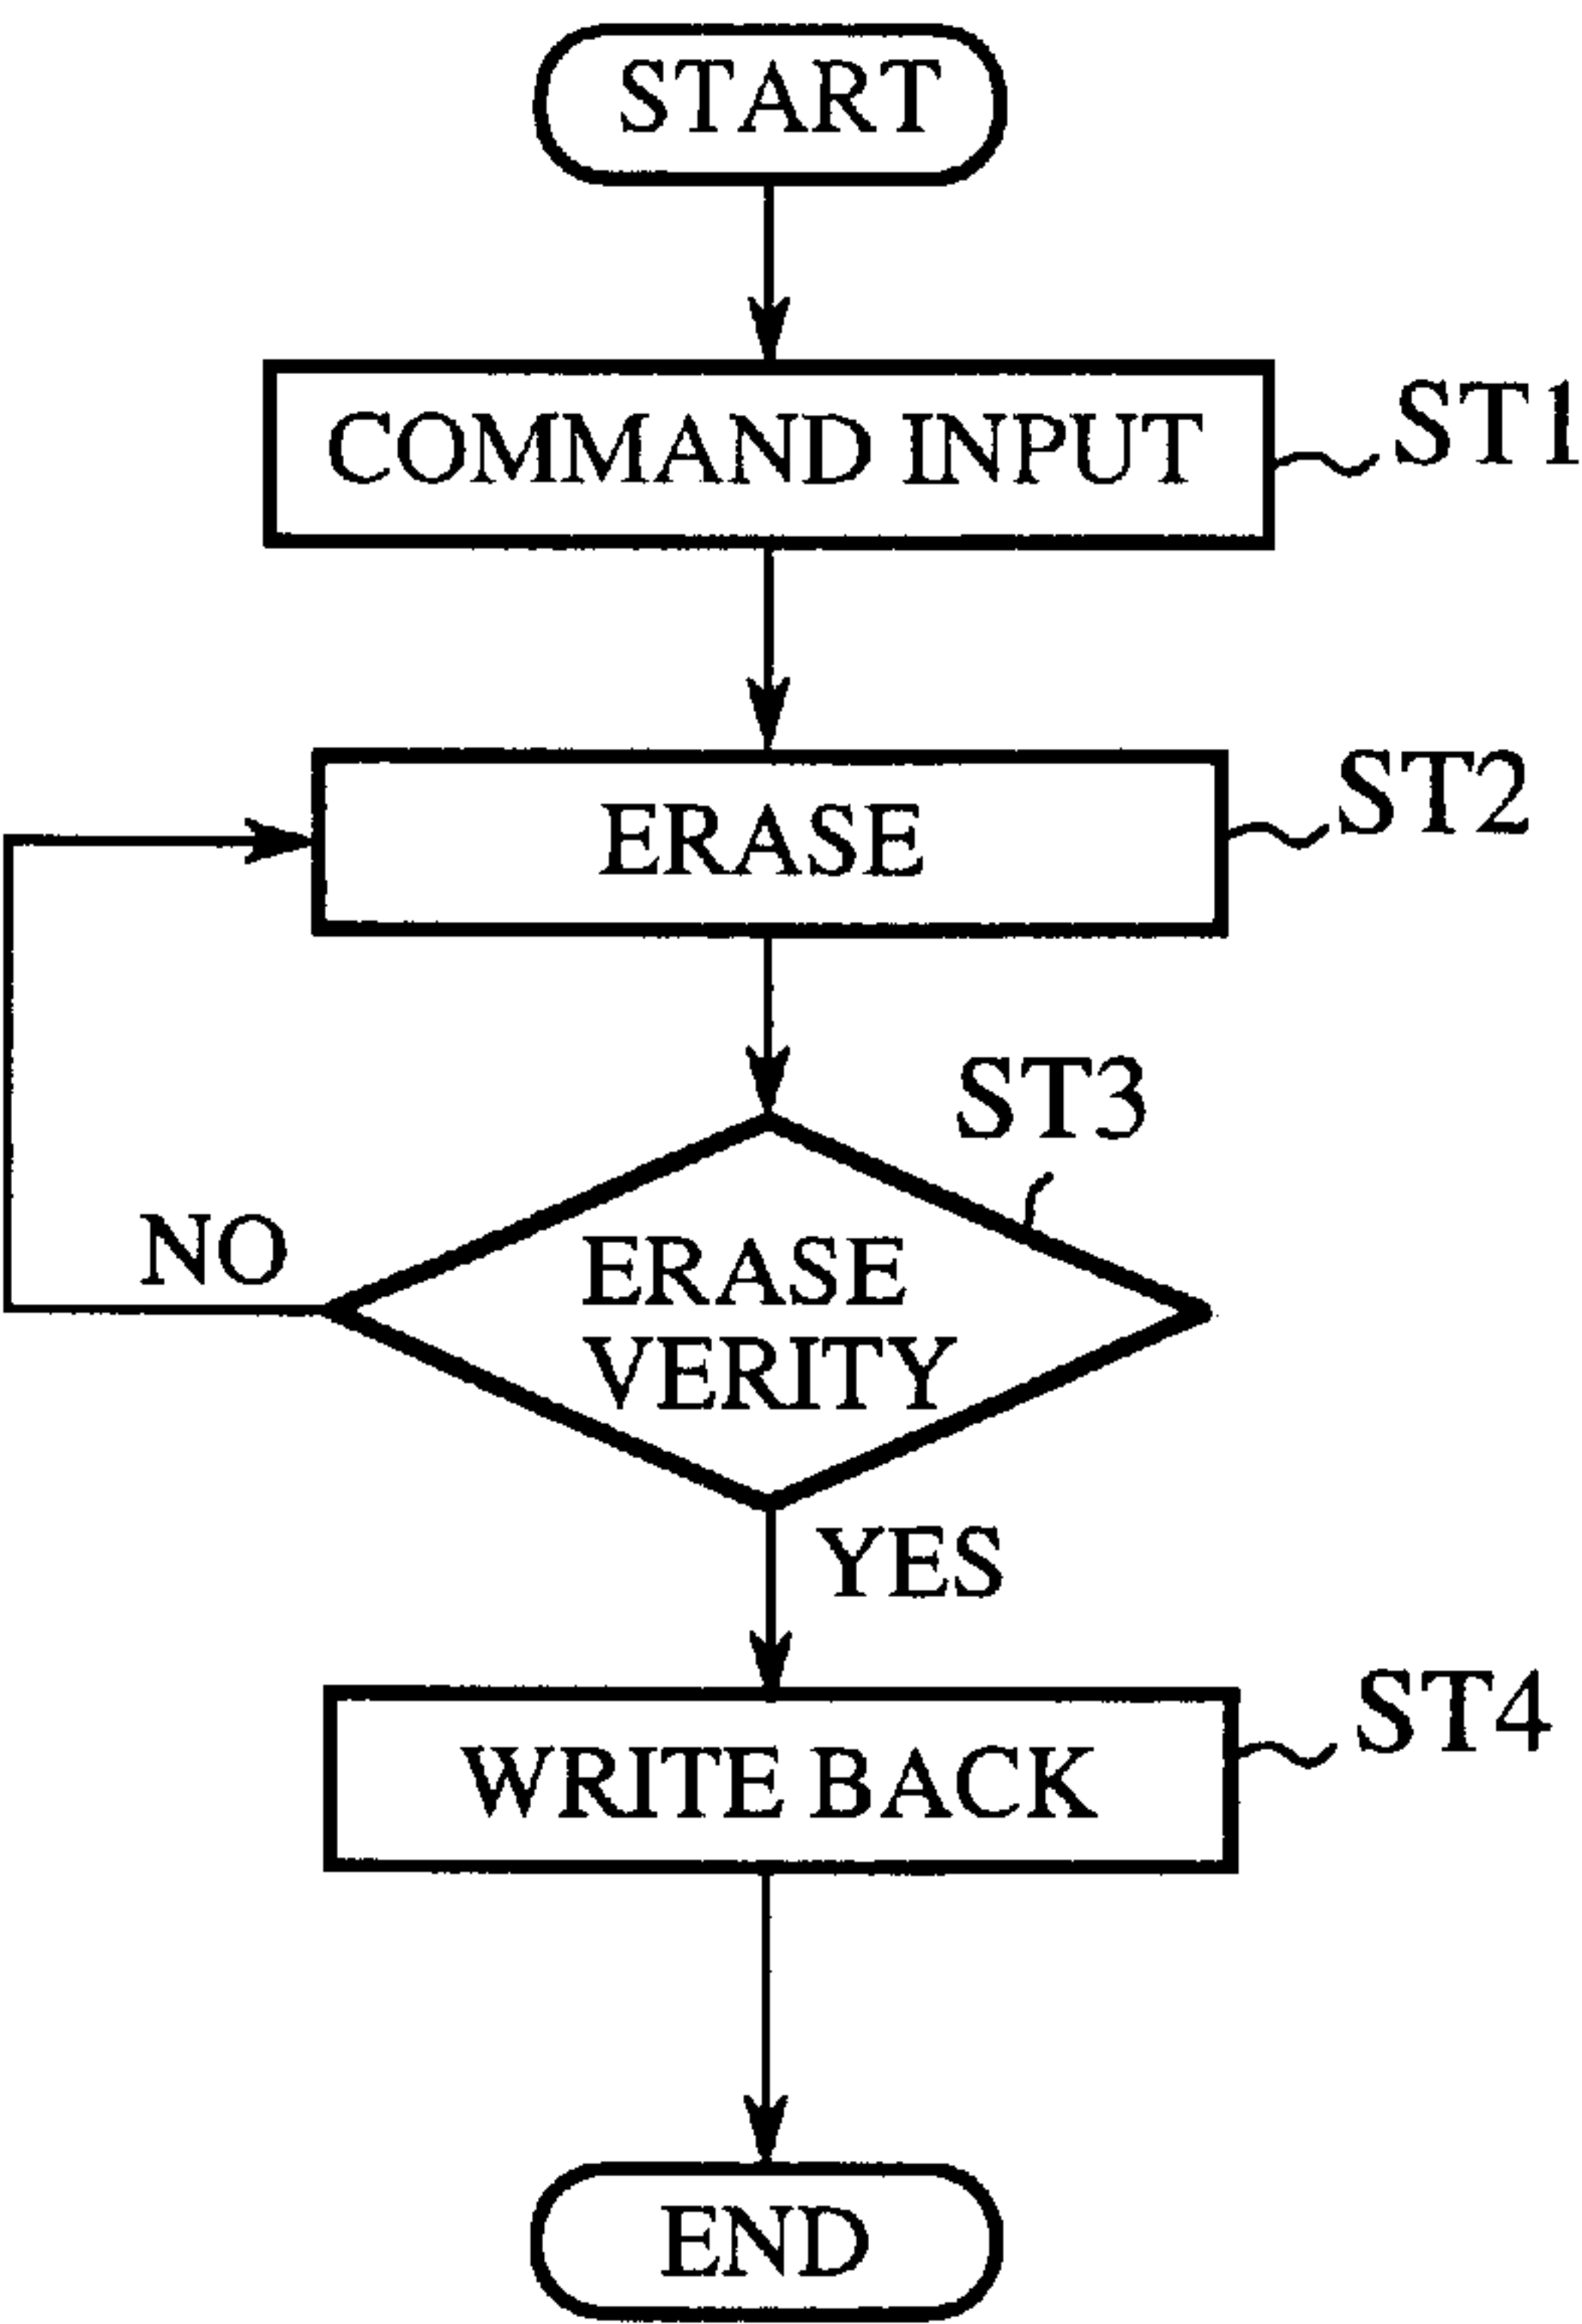 START
COMMAND INPUT
ST1
ERASE
ST2
ST3
NO
ERASE
VERITY
YES
WRITE BACK
ST4
END